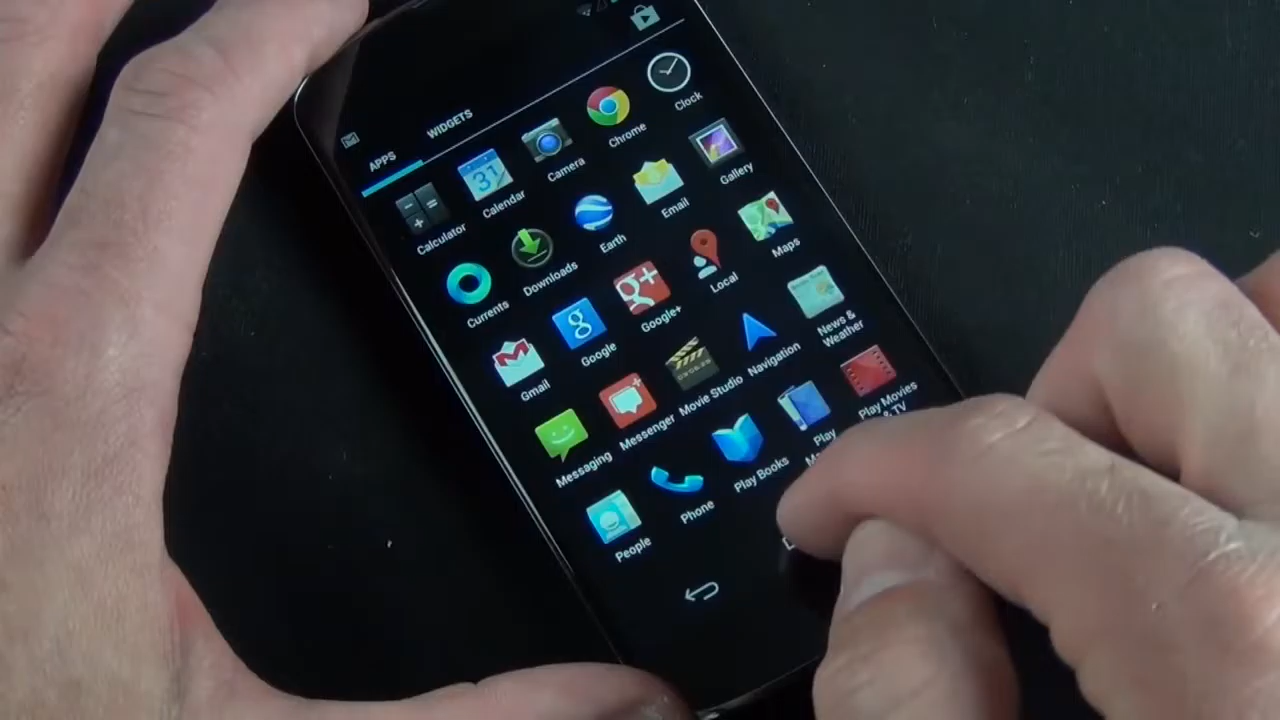 APPS
WIDGETS
Calculator
31
Calendar
Camera
Chrome
Clock
Currents
Downloads
Earth
Email
Gallery
Gmail
g
Google
g+
Google+
Local
Maps
Messaging
Messenger
Movie Studio
Navigation
News &
Weather
People
Phone
Play Books
Play
Play Movies
& TV